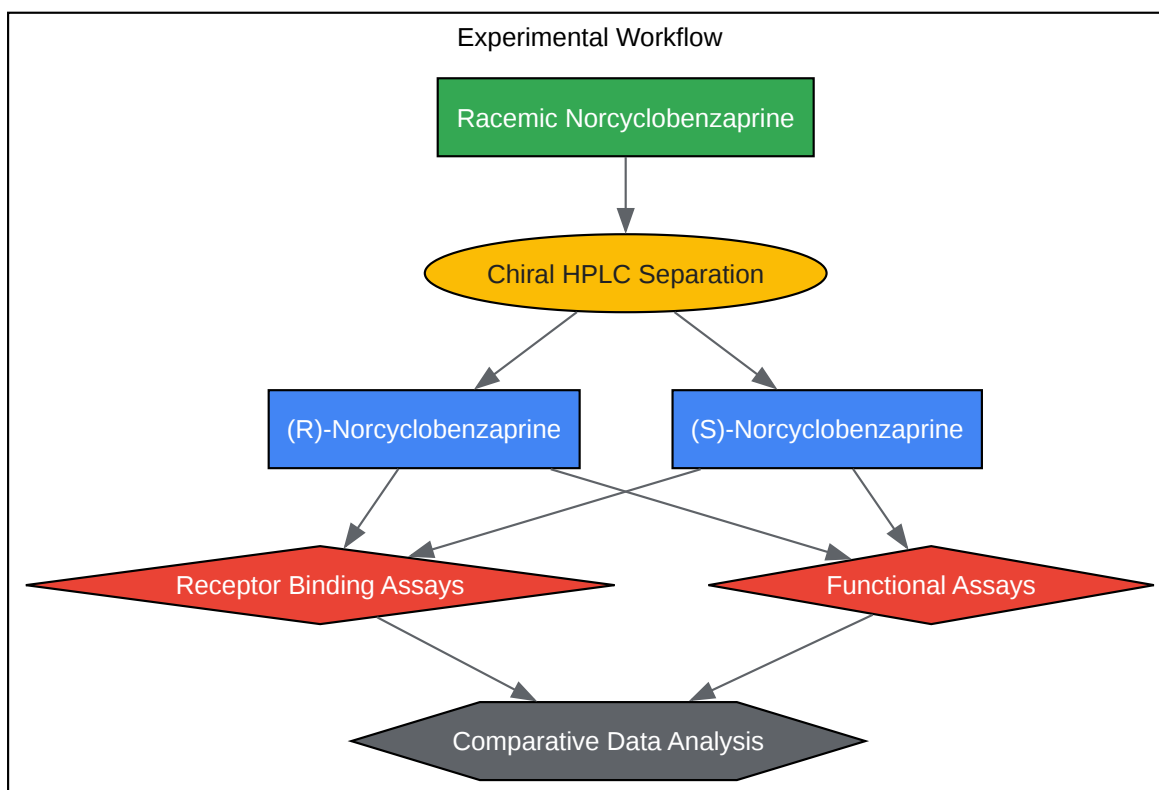 Experimental Workflow
Racemic Norcyclobenzaprine
Chiral HPLC Separation
(R)-Norcyclobenzaprine
(S)-Norcyclobenzaprine
Receptor Binding Assays
Functional Assays
Comparative Data Analysis